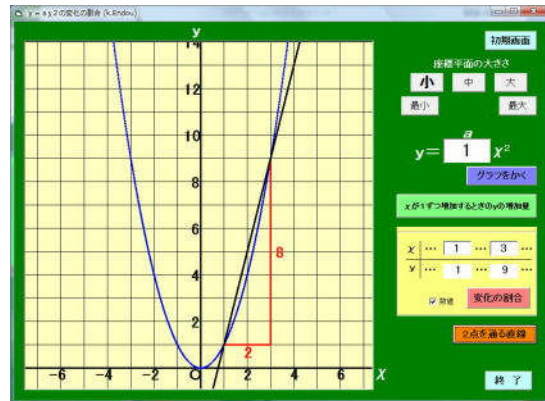 y=ax2の変化の割合 (k.Endou)
y
14
12
10
8
6
4
2
8
2
-6 -4 -2 O 2 4 6 x
初期画面
座標平面の大きさ
小 中 大
最小 最大
a
y= 1 x²
グラフをかく
xが1ずつ増加するときのyの増加量
x … 1 … 3 …
y … 1 … 9 …
数値 変化の割合
2点を通る直線
終 了